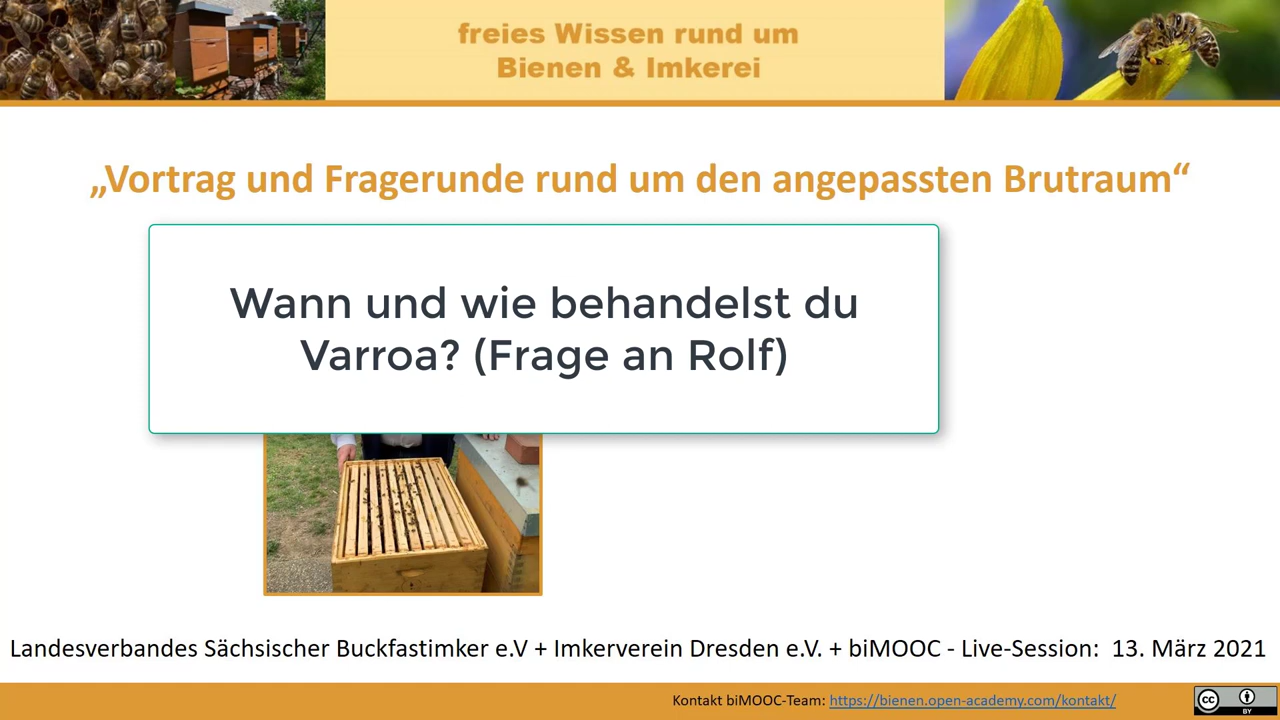 freies Wissen rund um
Bienen & Imkerei
„Vortrag und Fragerunde rund um den angepassten Brutraum“
Wann und wie behandelst du
Varroa? (Frage an Rolf)
Landesverbandes Sächsischer Buckfastimker e.V + Imkerverein Dresden e.V. + biMOOC - Live-Session: 13. März 2021
Kontakt biMOOC-Team: https://bienen.open-academy.com/kontakt/
cc
BY